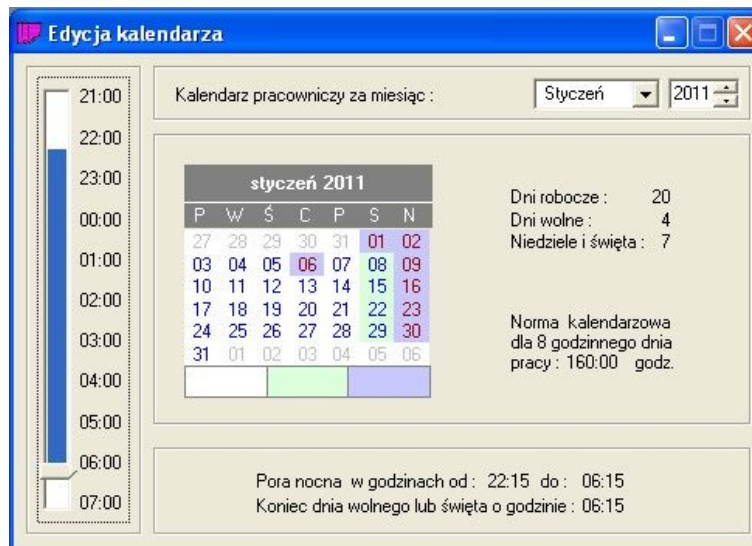 Edycja kalendarza
21:00
22:00
23:00
00:00
01:00
02:00
03:00
04:00
05:00
06:00
07:00
Kalendarz pracowniczy za miesiąc : Styczeń 2011
styczeń 2011
P W Ś C P S N
27 28 29 30 31 01 02
03 04 05 06 07 08 09
10 11 12 13 14 15 16
17 18 19 20 21 22 23
24 25 26 27 28 29 30
31 01 02 03 04 05 06
Dni robocze : 20
Dni wolne : 4
Niedziele i święta : 7
Norma kalendarzowa
dla 8 godzinnego dnia
pracy : 160:00 godz.
Pora nocna w godzinach od : 22:15 do : 06:15
Koniec dnia wolnego lub święta o godzinie : 06:15